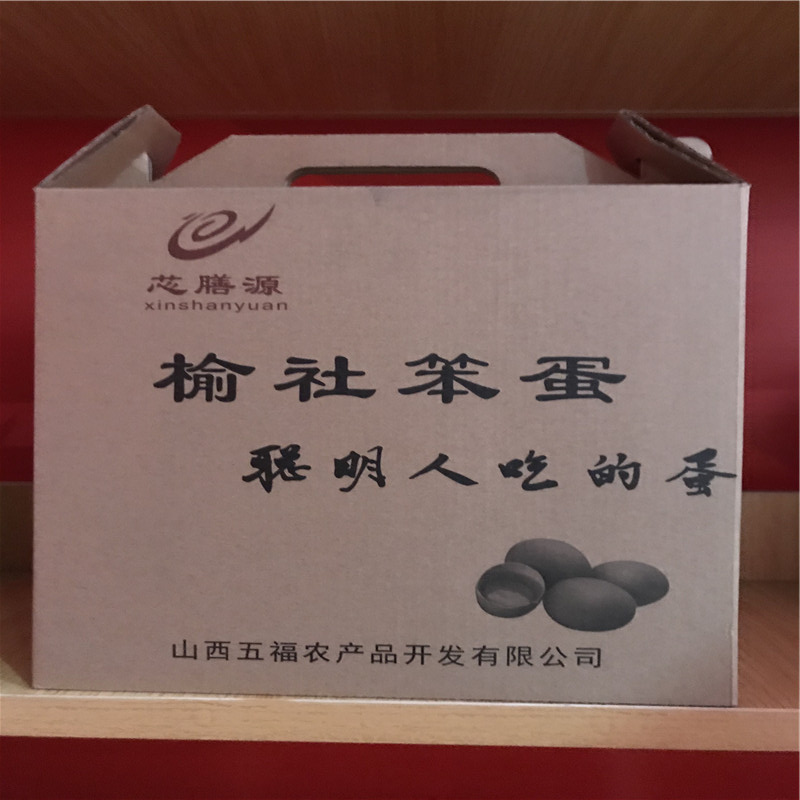 芯膳源
xinshanyuan
榆社笨蛋
聪明人吃的蛋
山西五福农产品开发有限公司